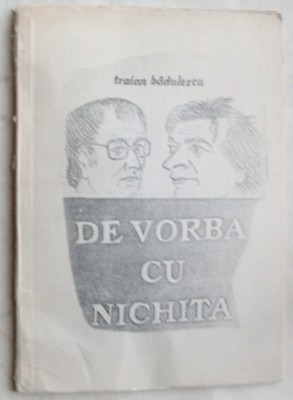 traian bădulescu
DE VORBA
CU
NICHITA